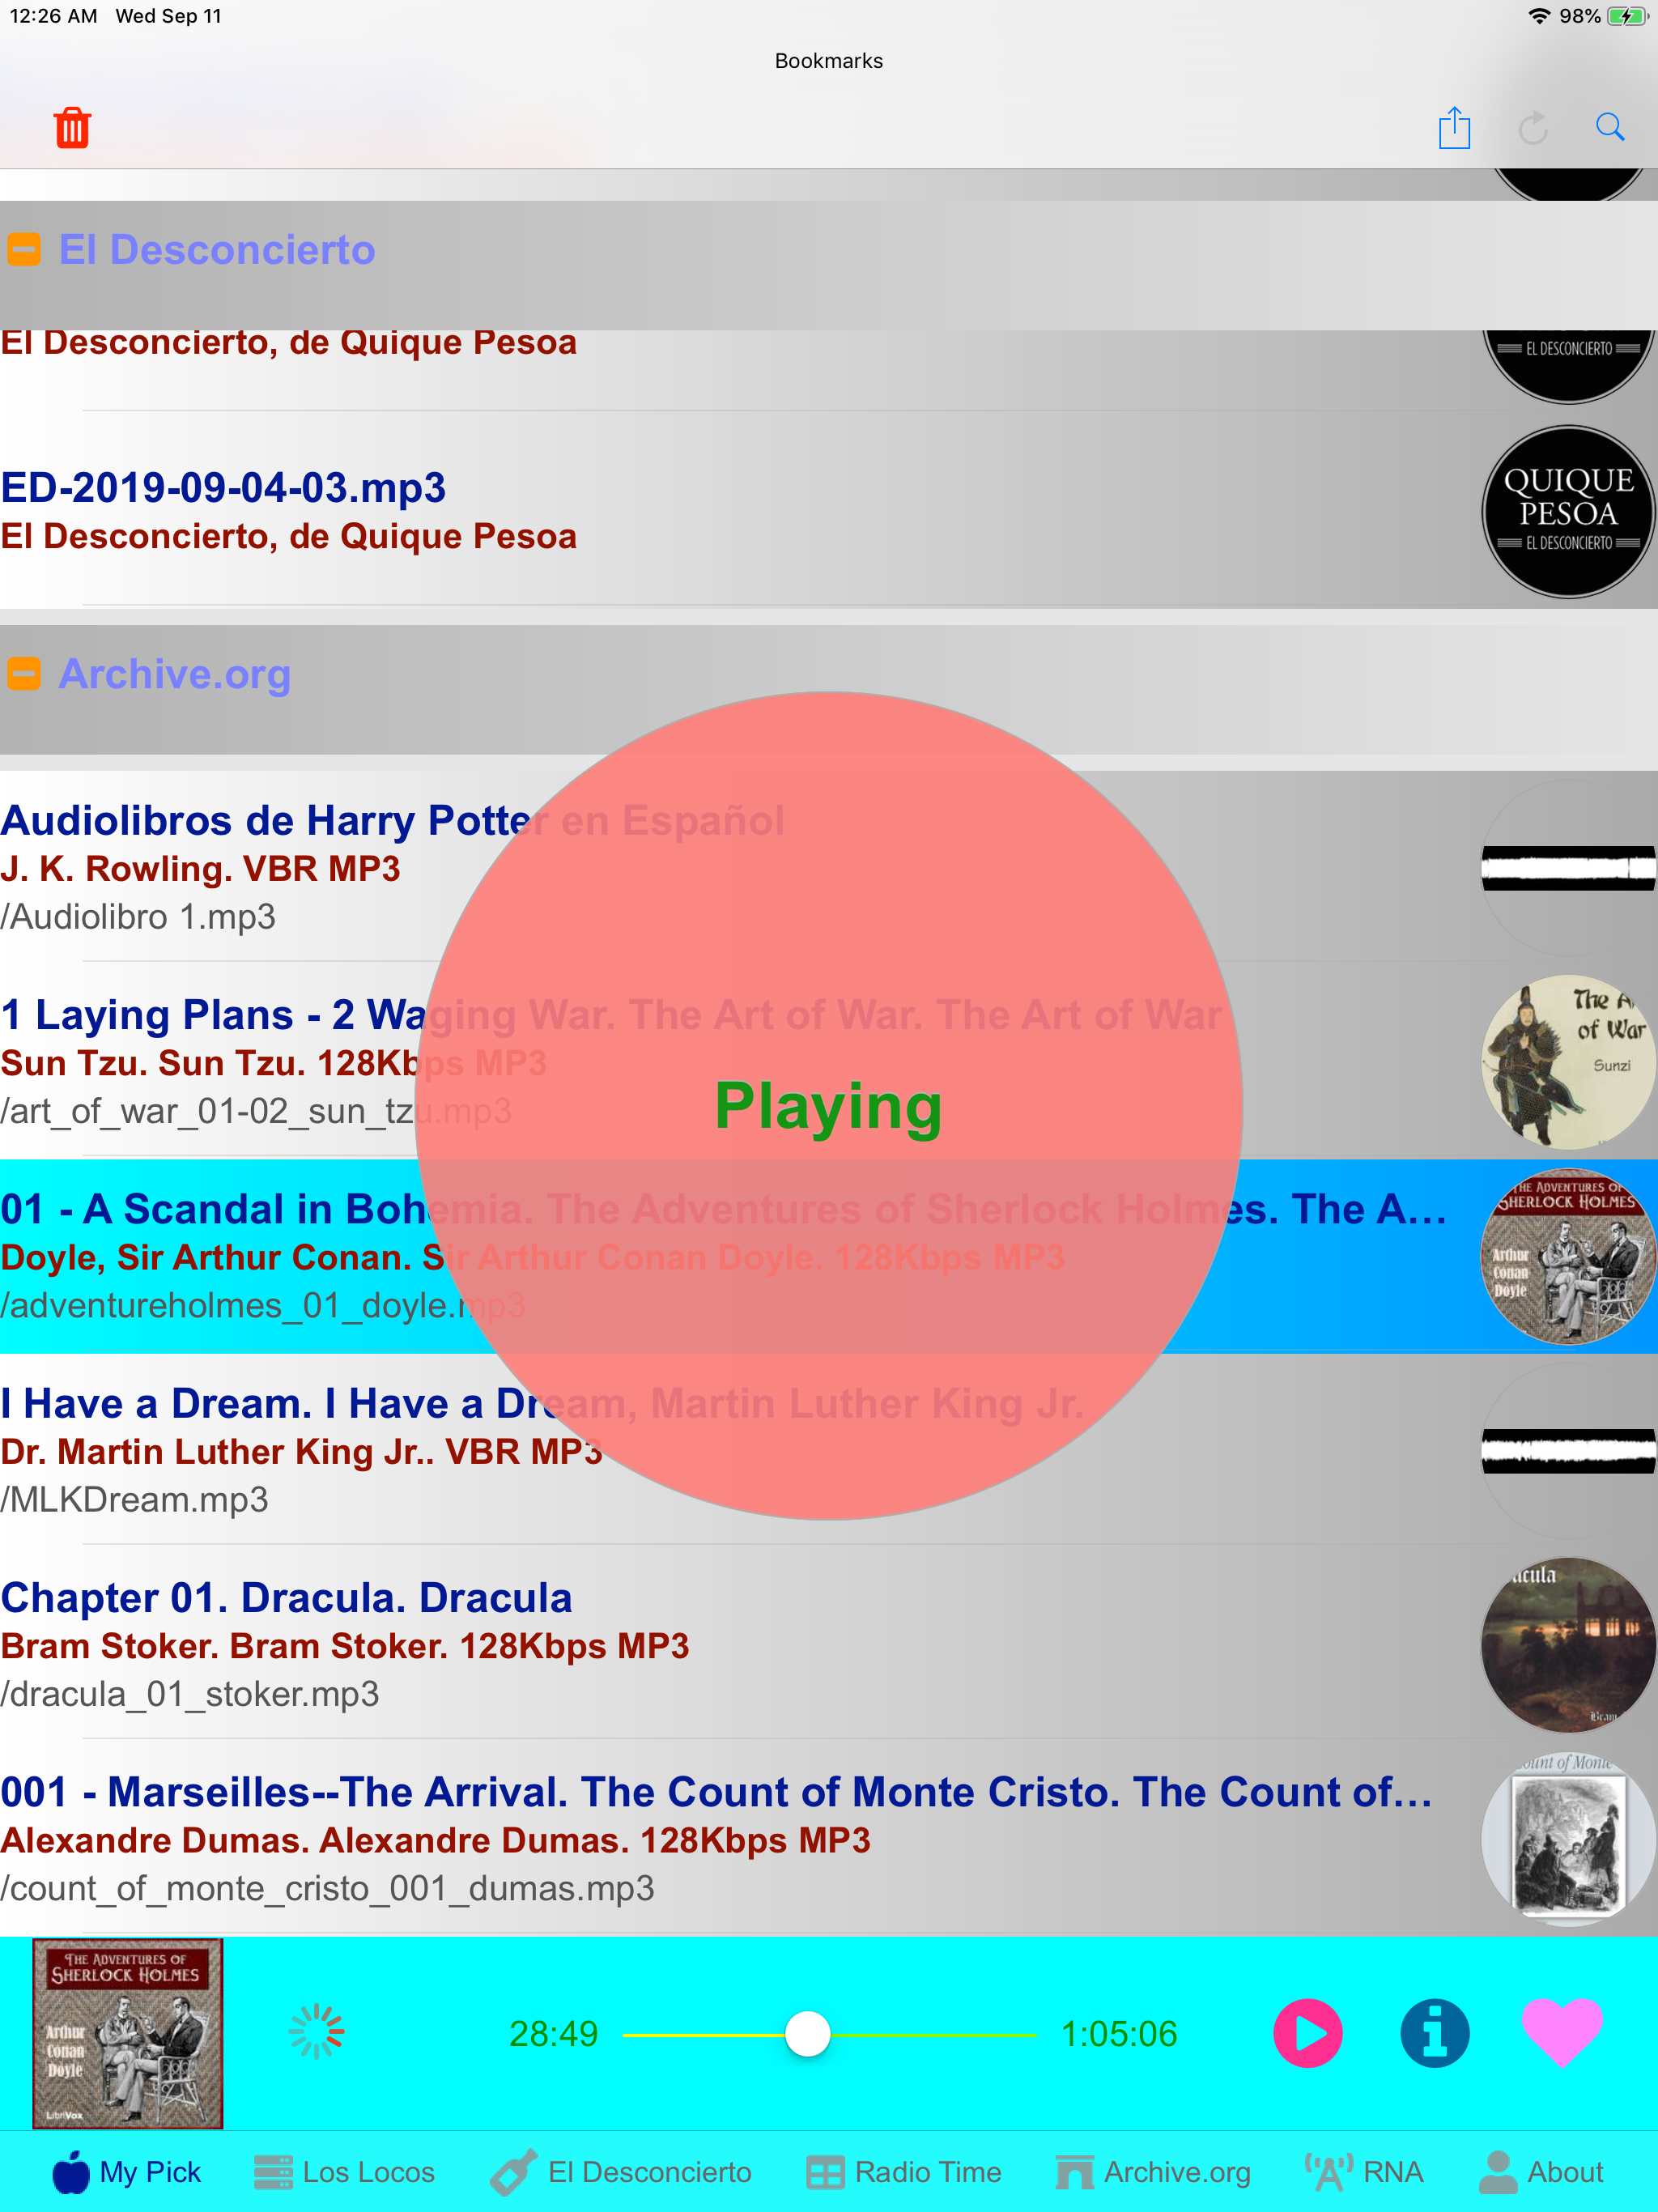 12:26 AM Wed Sep 11
98%
Bookmarks
El Desconcierto
El Desconcierto, de Quique Pesoa
EL DESCONCIERTO
ED-2019-09-04-03.mp3
El Desconcierto, de Quique Pesoa
QUIQUE
PESOA
EL DESCONCIERTO
Archive.org
Audiolibros de Harry Potter en Español
J. K. Rowling. VBR MP3
/Audiolibro 1.mp3
1 Laying Plans - 2 Waging War. The Art of War. The Art of War
Sun Tzu. Sun Tzu. 128Kbps MP3
/art_of_war_01-02_sun_tzu.mp3
The A
of War
Sunzi
Playing
01 - A Scandal in Bohemia. The Adventures of Sherlock Holmes. The A...
Doyle, Sir Arthur Conan. Sir Arthur Conan Doyle. 128Kbps MP3
/adventureholmes_01_doyle.mp3
THE ADVENTURES OF
SHERLOCK HOLMES
Arthur
Conan
Doyle
I Have a Dream. I Have a Dream, Martin Luther King Jr.
Dr. Martin Luther King Jr.. VBR MP3
/MLKDream.mp3
Chapter 01. Dracula. Dracula
Bram Stoker. Bram Stoker. 128Kbps MP3
/dracula_01_stoker.mp3
acula
Bram
001 - Marseilles--The Arrival. The Count of Monte Cristo. The Count of...
Alexandre Dumas. Alexandre Dumas. 128Kbps MP3
/count_of_monte_cristo_001_dumas.mp3
ount of Monte
THE ADVENTURES OF
SHERLOCK HOLMES
Arthur
Conan
Doyle
LibriVox
28:49
1:05:06
My Pick
Los Locos
El Desconcierto
Radio Time
Archive.org
RNA
About